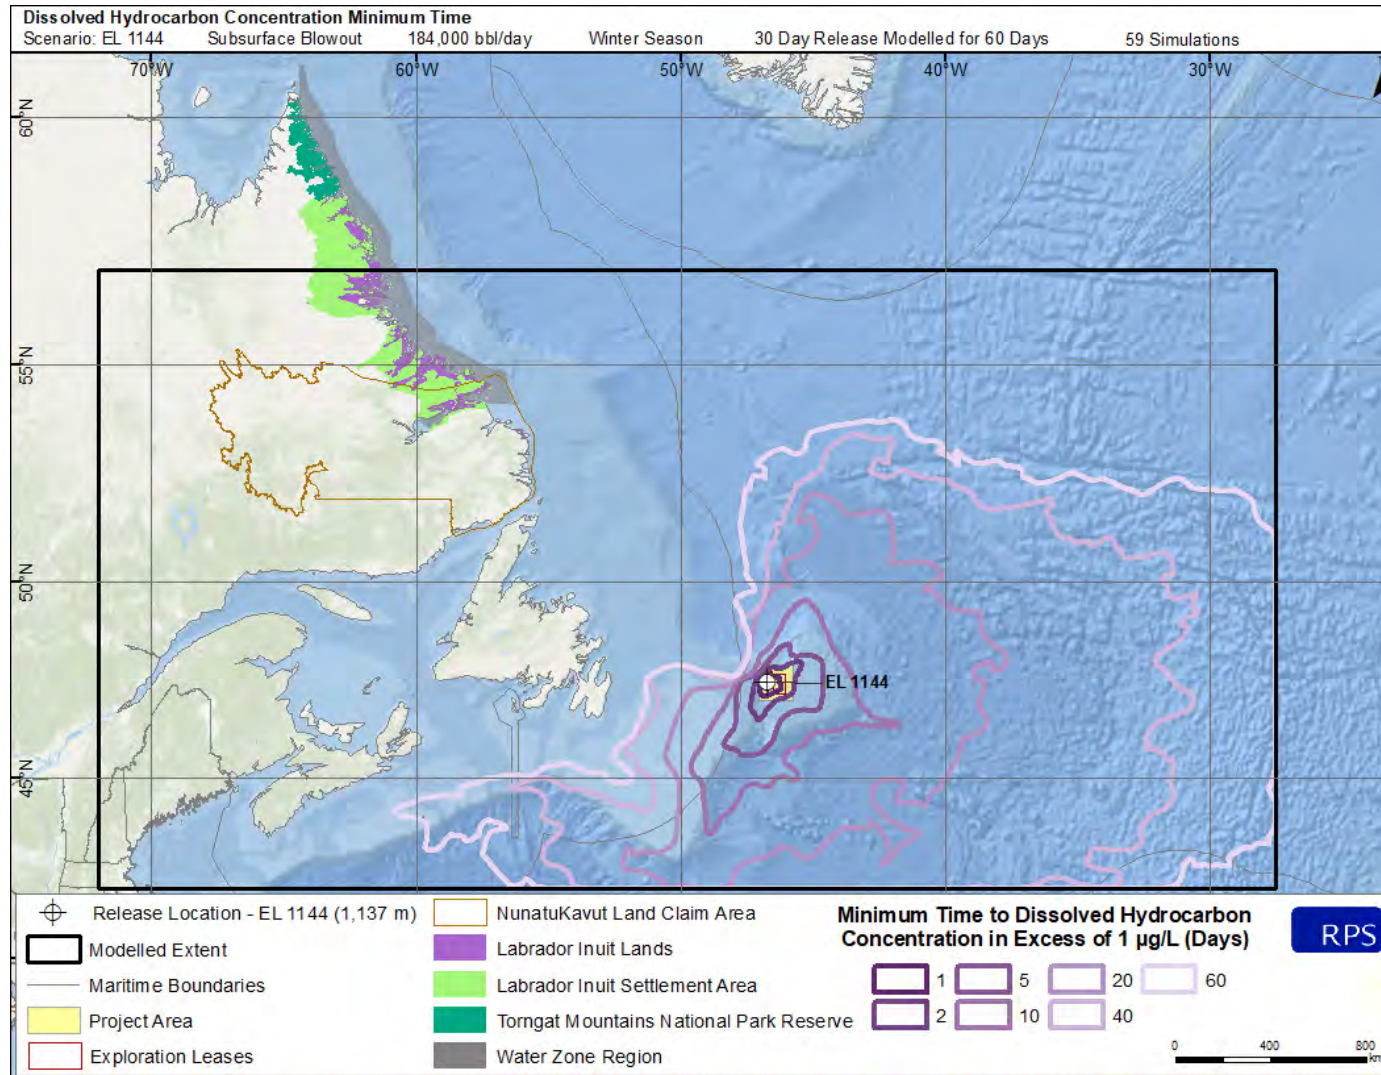 Dissolved Hydrocarbon Concentration Minimum Time
Scenario: EL 1144 Subsurface Blowout 184,000 bbl/day Winter Season 30 Day Release Modelled for 60 Days 59 Simulations
70°W 60°W 50°W 40°W 30°W
60°N
55°N
50°N
45°N
EL 1144
Release Location - EL 1144 (1,137 m)
Modelled Extent
Maritime Boundaries
Project Area
Exploration Leases
NunatuKavut Land Claim Area
Labrador Inuit Lands
Labrador Inuit Settlement Area
Torngat Mountains National Park Reserve
Water Zone Region
Minimum Time to Dissolved Hydrocarbon
Concentration in Excess of 1 µg/L (Days)
1 5 20 60
2 10 40
RPS
0 400 800
km